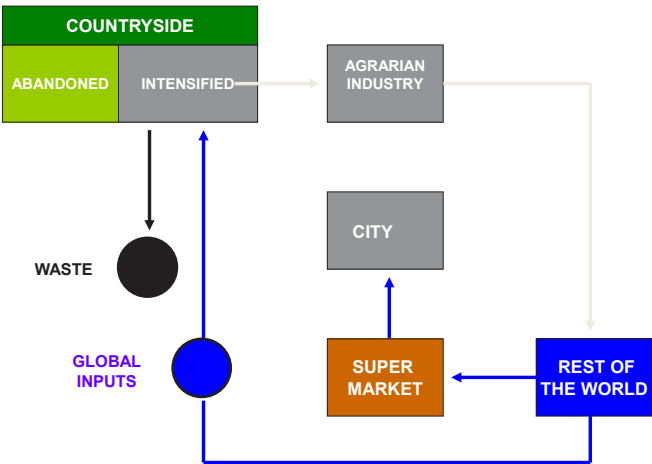 COUNTRYSIDE
ABANDONED
INTENSIFIED
AGRARIAN
INDUSTRY
CITY
WASTE
GLOBAL
INPUTS
SUPER
MARKET
REST OF
THE WORLD